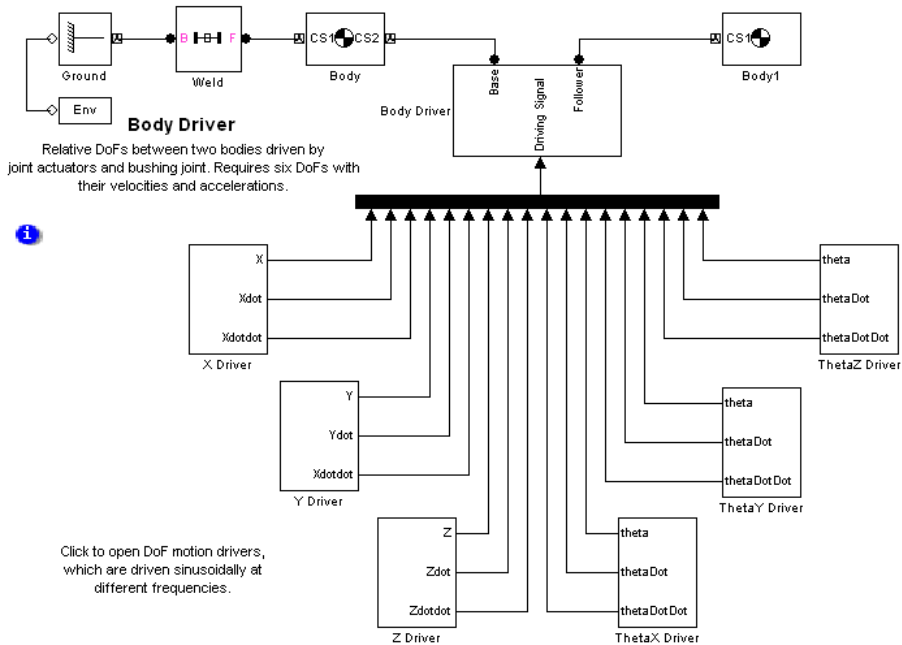 B F
CS1 CS2
CS1
Ground
Weld
Body
Body1
Env
Base
Follower
Driving Signal
Body Driver
Body Driver
Relative DoFs between two bodies driven by
joint actuators and bushing joint. Requires six DoFs with
their velocities and accelerations.
i
X
Xdot
Xdotdot
X Driver
theta
thetaDot
thetaDotDot
ThetaZ Driver
Y
Ydot
Xdotdot
Y Driver
theta
thetaDot
thetaDotDot
ThetaY Driver
Z
Zdot
Zdotdot
Z Driver
theta
thetaDot
thetaDotDot
ThetaX Driver
Click to open DoF motion drivers,
which are driven sinusoidally at
different frequencies.